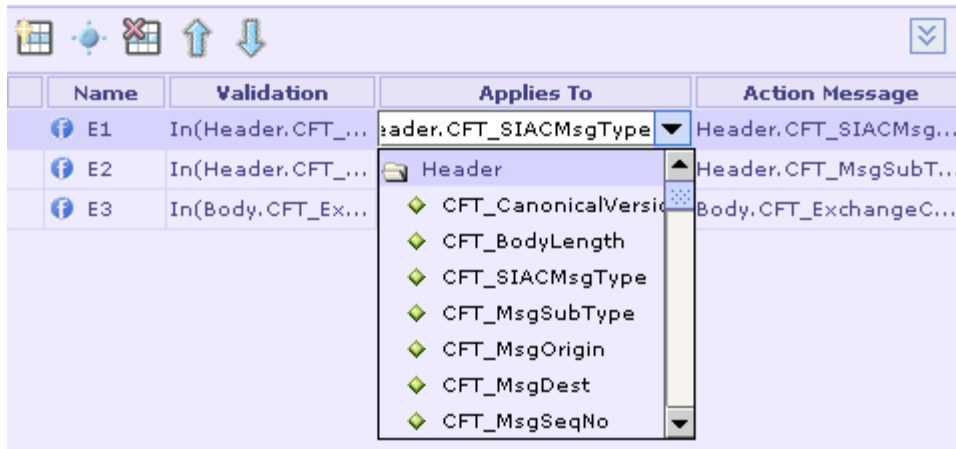 Name Validation Applies To Action Message
E1 In(Header.CFT_... eader.CFT_SIACMsgType Header.CFT_SIACMsg...
Header
E2 In(Header.CFT_... Header.CFT_MsgSubT...
CFT_CanonicalVersio
E3 In(Body.CFT_Ex... Body.CFT_ExchangeC...
CFT_BodyLength
CFT_SIACMsgType
CFT_MsgSubType
CFT_MsgOrigin
CFT_MsgDest
CFT_MsgSeqNo